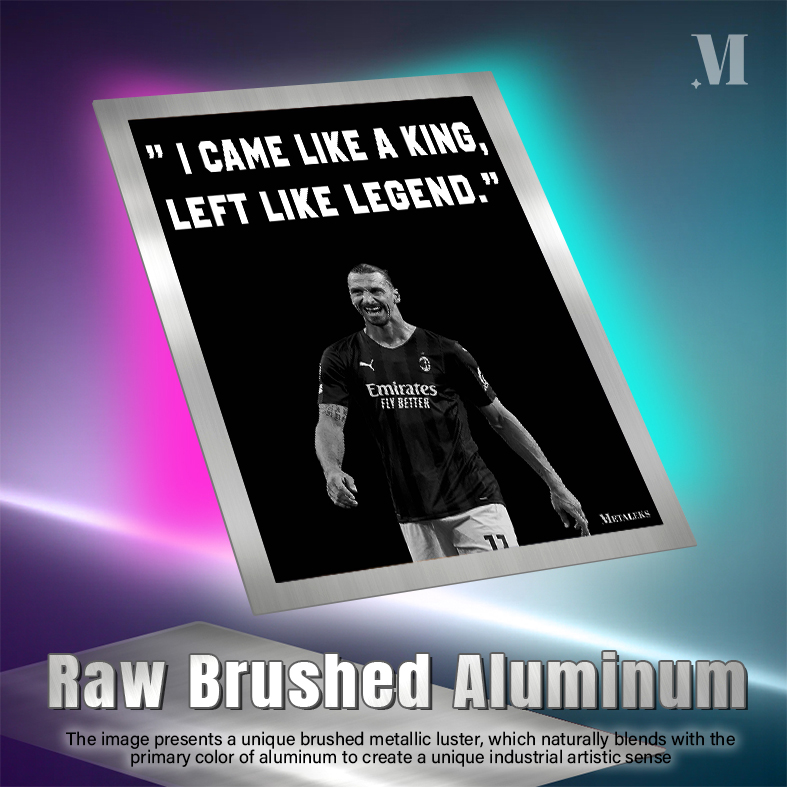 M
" I CAME LIKE A KING,
LEFT LIKE LEGEND."
Emirates
FLY BETTER
METALEKS
11
Raw Brushed Aluminum
The image presents a unique brushed metallic luster, which naturally blends with the
primary color of aluminum to create a unique industrial artistic sense